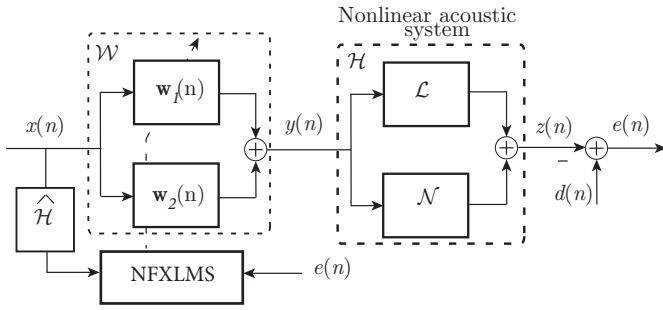 Nonlinear acoustic
system
𝒲
ℋ
w₁(n)
ℒ
x(n)
y(n)
z(n)
e(n)
+
+
+
−
w₂(n)
𝒩
d(n)
ℋ̂
NFXLMS
e(n)